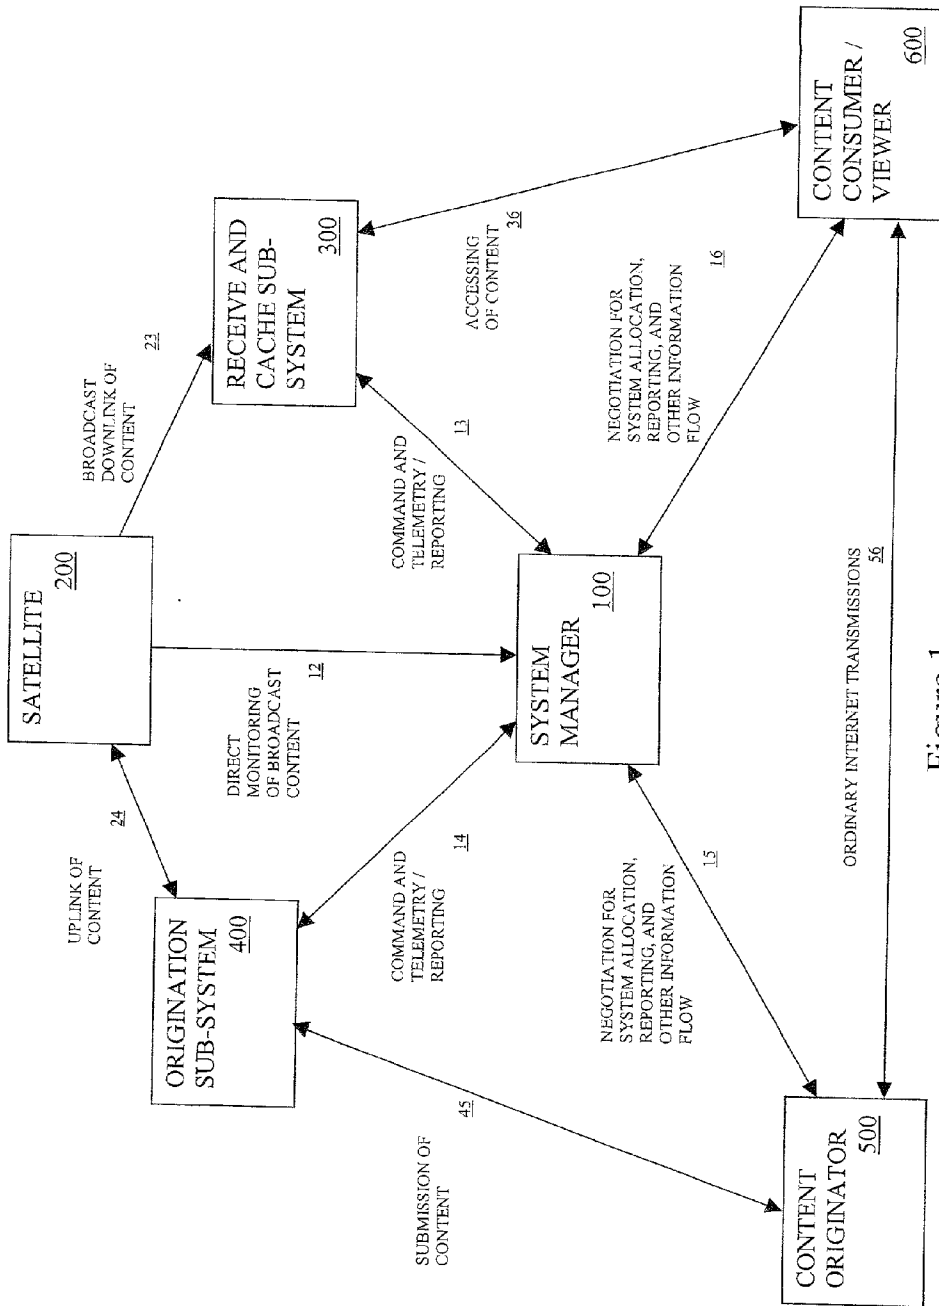 SATELLITE
200
UPLINK OF
CONTENT
24
BROADCAST
DOWNLINK OF
CONTENT
23
ORIGINATION
SUB-SYSTEM
400
DIRECT
MONITORING
OF BROADCAST
CONTENT
12
RECEIVE AND
CACHE SUB-
SYSTEM
300
COMMAND AND
TELEMETRY /
REPORTING
14
COMMAND AND
TELEMETRY /
REPORTING
13
SUBMISSION OF
CONTENT
45
SYSTEM
MANAGER
100
ACCESSING
OF CONTENT
36
NEGOTIATION FOR
SYSTEM ALLOCATION,
REPORTING, AND
OTHER INFORMATION
FLOW
15
NEGOTIATION FOR
SYSTEM ALLOCATION,
REPORTING, AND
OTHER INFORMATION
FLOW
16
CONTENT
ORIGINATOR
500
ORDINARY INTERNET TRANSMISSIONS
56
CONTENT
CONSUMER /
VIEWER
600
Figure 1